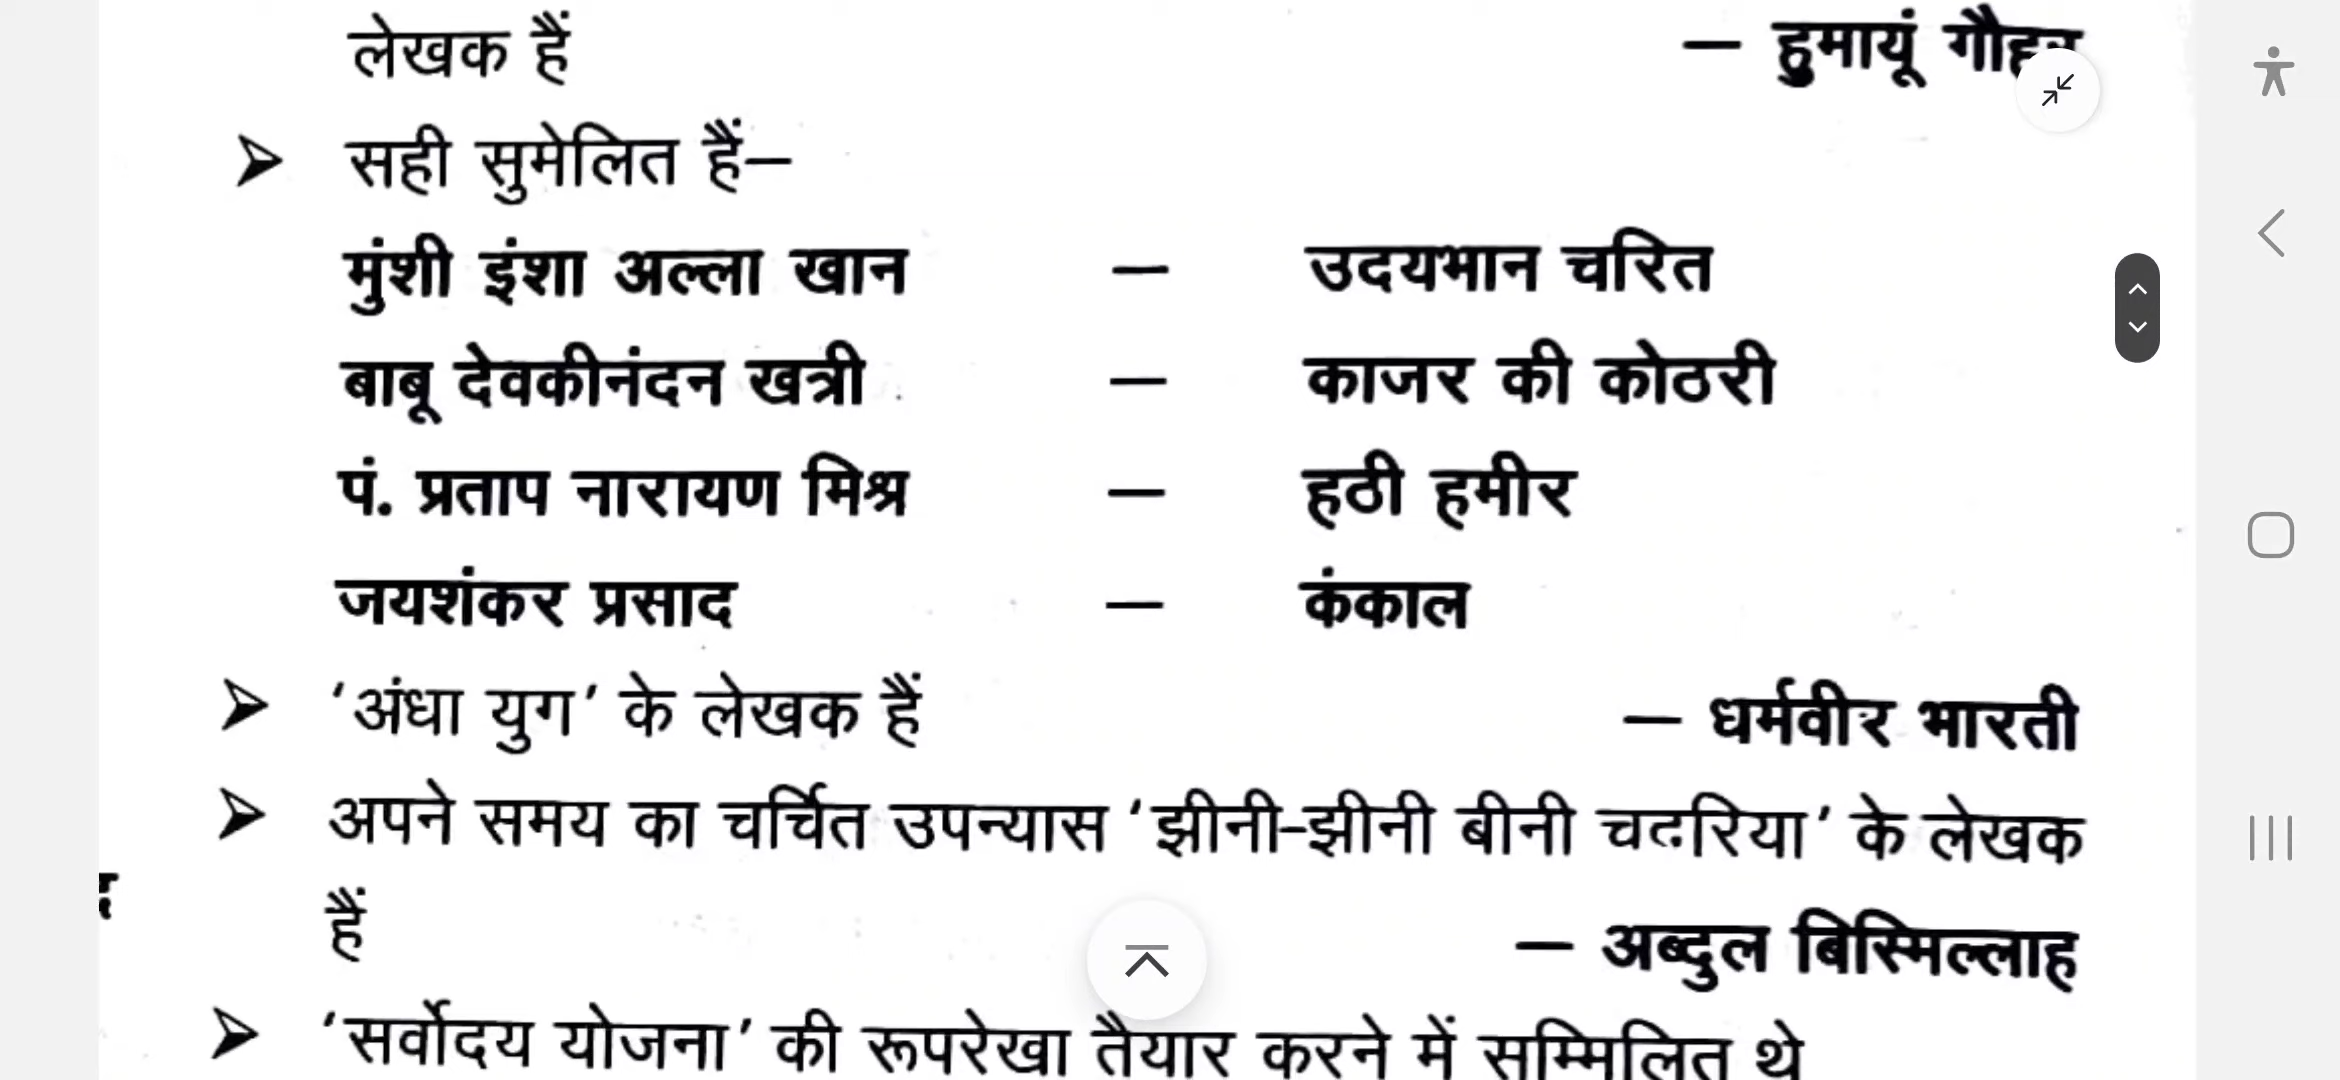 लेखक हैं — हुमायूं
➢ सही सुमेलित हैं–
मुंशी इंशा अल्ला खान — उदयभान चरित
बाबू देवकीनंदन खत्री — काजर की कोठरी
पं. प्रताप नारायण मिश्र — हठी हमीर
जयशंकर प्रसाद — कंकाल
➢ ‘अंधा युग’ के लेखक हैं — धर्मवीर भारती
➢ अपने समय का चर्चित उपन्यास ‘झीनी-झीनी बीनी चदरिया’ के लेखक
हैं — अब्दुल बिस्मिल्लाह
➢ ‘सर्वोदय योजना’ की रूपरेखा तैयार करने में सम्मिलित थे